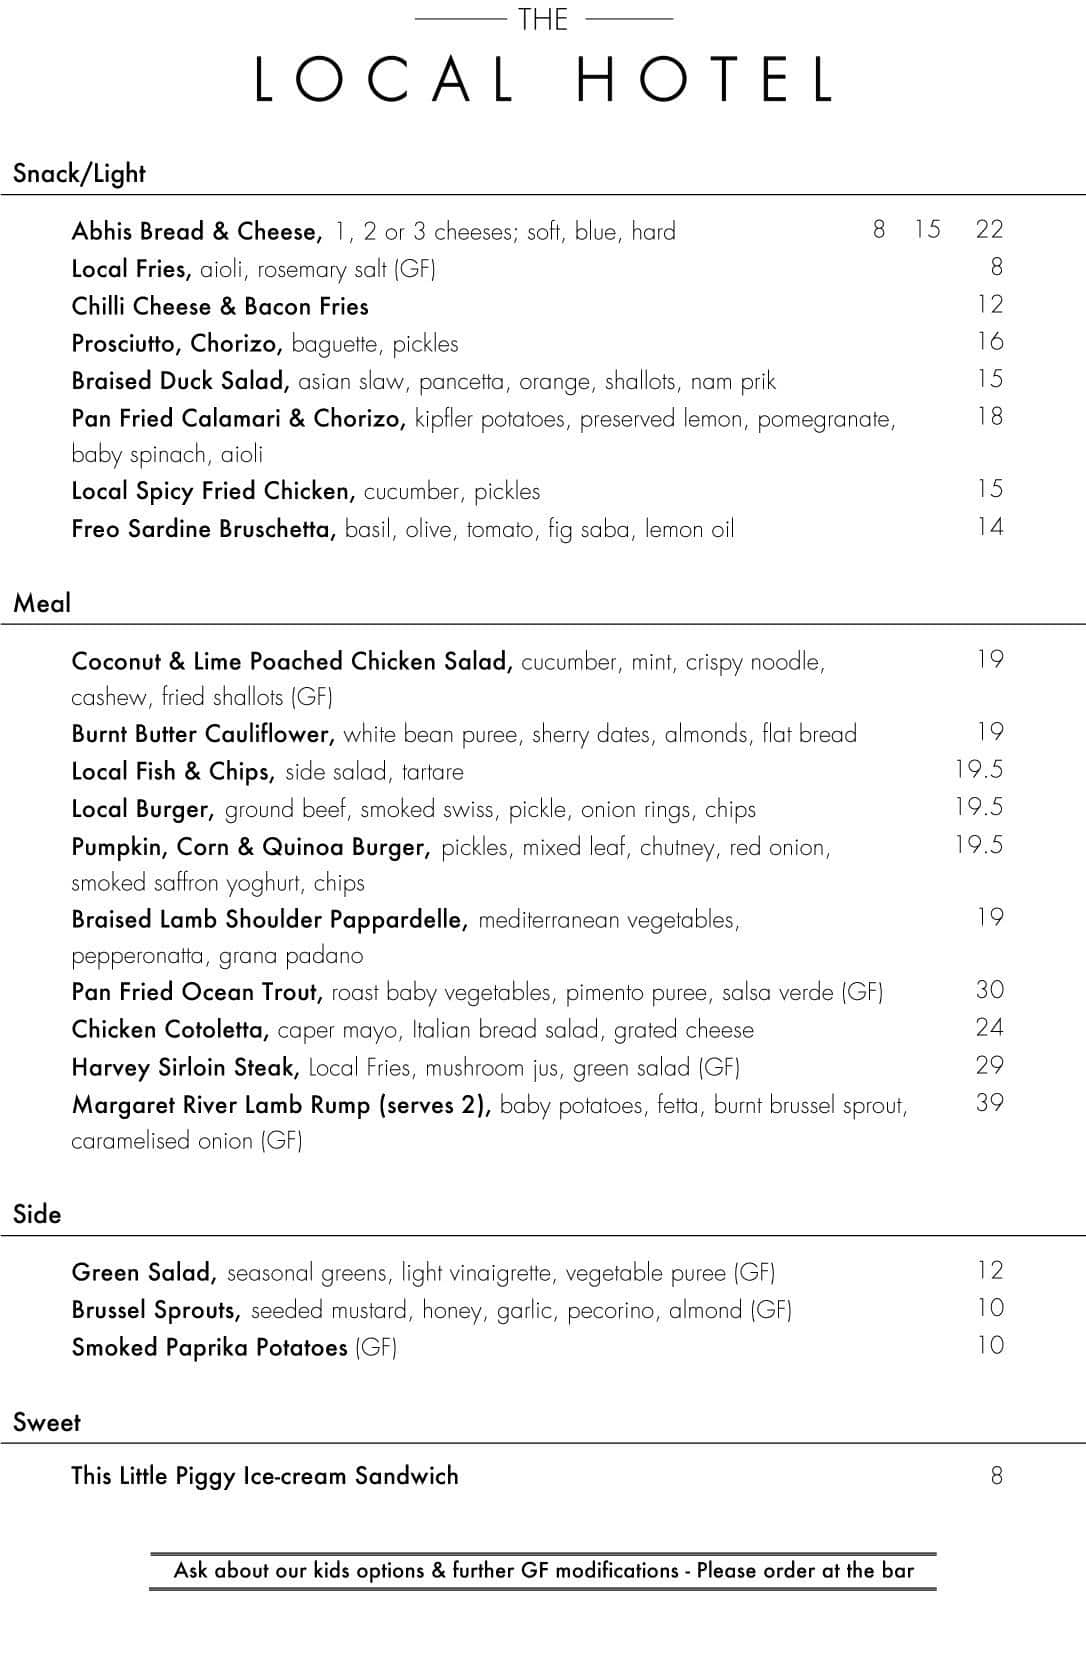 THE
LOCAL HOTEL
Snack/Light
Abhis Bread & Cheese, 1, 2 or 3 cheeses; soft, blue, hard 8 15 22
Local Fries, aioli, rosemary salt (GF) 8
Chilli Cheese & Bacon Fries 12
Prosciutto, Chorizo, baguette, pickles 16
Braised Duck Salad, asian slaw, pancetta, orange, shallots, nam prik 15
Pan Fried Calamari & Chorizo, kipfler potatoes, preserved lemon, pomegranate, 18
baby spinach, aioli
Local Spicy Fried Chicken, cucumber, pickles 15
Freo Sardine Bruschetta, basil, olive, tomato, fig saba, lemon oil 14
Meal
Coconut & Lime Poached Chicken Salad, cucumber, mint, crispy noodle, 19
cashew, fried shallots (GF)
Burnt Butter Cauliflower, white bean puree, sherry dates, almonds, flat bread 19
Local Fish & Chips, side salad, tartare 19.5
Local Burger, ground beef, smoked swiss, pickle, onion rings, chips 19.5
Pumpkin, Corn & Quinoa Burger, pickles, mixed leaf, chutney, red onion, 19.5
smoked saffron yoghurt, chips
Braised Lamb Shoulder Pappardelle, mediterranean vegetables, 19
pepperonatta, grana padano
Pan Fried Ocean Trout, roast baby vegetables, pimento puree, salsa verde (GF) 30
Chicken Cotoletta, caper mayo, Italian bread salad, grated cheese 24
Harvey Sirloin Steak, Local Fries, mushroom jus, green salad (GF) 29
Margaret River Lamb Rump (serves 2), baby potatoes, fetta, burnt brussel sprout, 39
caramelised onion (GF)
Side
Green Salad, seasonal greens, light vinaigrette, vegetable puree (GF) 12
Brussel Sprouts, seeded mustard, honey, garlic, pecorino, almond (GF) 10
Smoked Paprika Potatoes (GF) 10
Sweet
This Little Piggy Ice-cream Sandwich 8
Ask about our kids options & further GF modifications - Please order at the bar